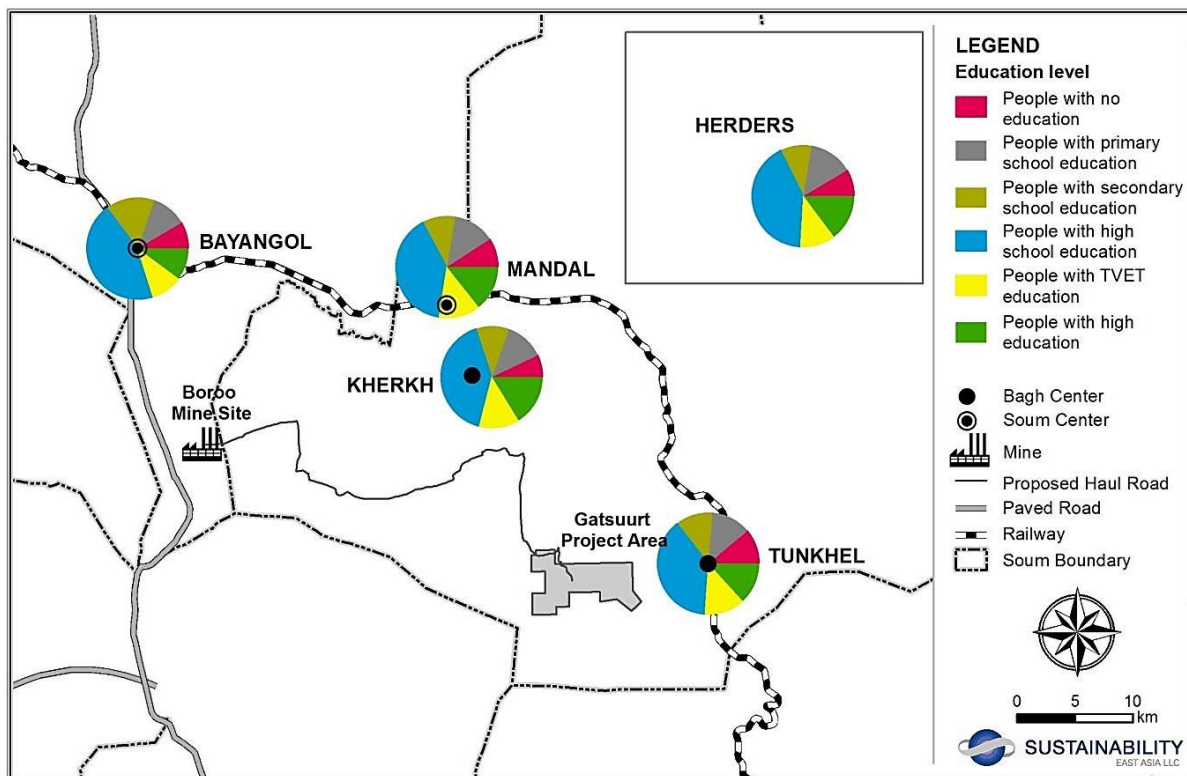 HERDERS
BAYANGOL
MANDAL
KHERKH
Boroo
Mine Site
Gatsuurt
Project Area
TUNKHEL
LEGEND
Education level
People with no
education
People with primary
school education
People with secondary
school education
People with high
school education
People with TVET
education
People with high
education
Bagh Center
Soum Center
Mine
Proposed Haul Road
Paved Road
Railway
Soum Boundary
0 5 10
km
SUSTAINABILITY
EAST ASIA LLC